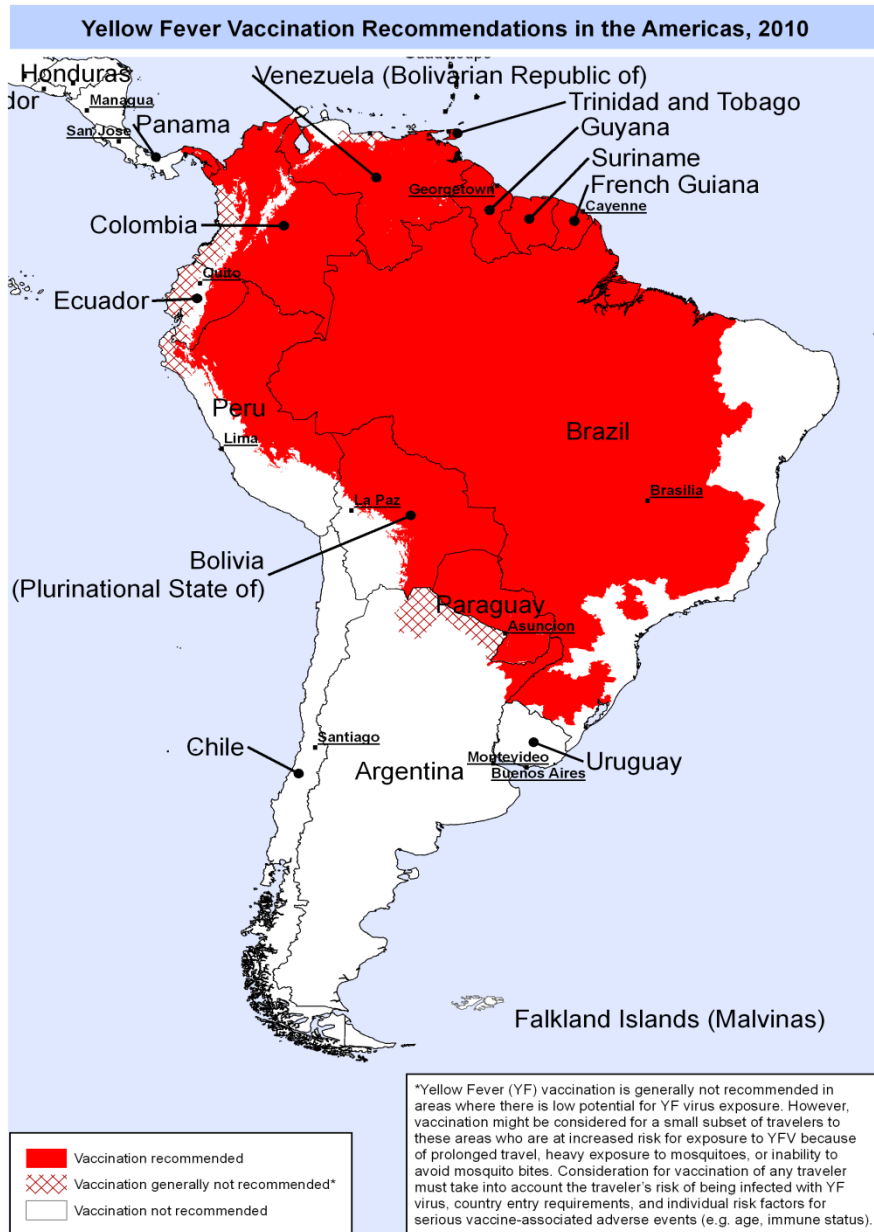 Yellow Fever Vaccination Recommendations in the Americas, 2010
Honduras
Venezuela (Bolivarian Republic of)
dor
Managua
Trinidad and Tobago
San Jose
Panama
Guyana
Suriname
Georgetown
French Guiana
Cayenne
Colombia
Quito
Ecuador
Peru
Brazil
Lima
Brasilia
La Paz
Bolivia
(Plurinational State of)
Paraguay
Asuncion
Santiago
Chile
Montevideo
Uruguay
Argentina
Buenos Aires
Falkland Islands (Malvinas)
Vaccination recommended
Vaccination generally not recommended*
Vaccination not recommended
*Yellow Fever (YF) vaccination is generally not recommended in
areas where there is low potential for YF virus exposure. However,
vaccination might be considered for a small subset of travelers to
these areas who are at increased risk for exposure to YFV because
of prolonged travel, heavy exposure to mosquitoes, or inability to
avoid mosquito bites. Consideration for vaccination of any traveler
must take into account the traveler's risk of being infected with YF
virus, country entry requirements, and individual risk factors for
serious vaccine-associated adverse events (e.g. age, immune status).